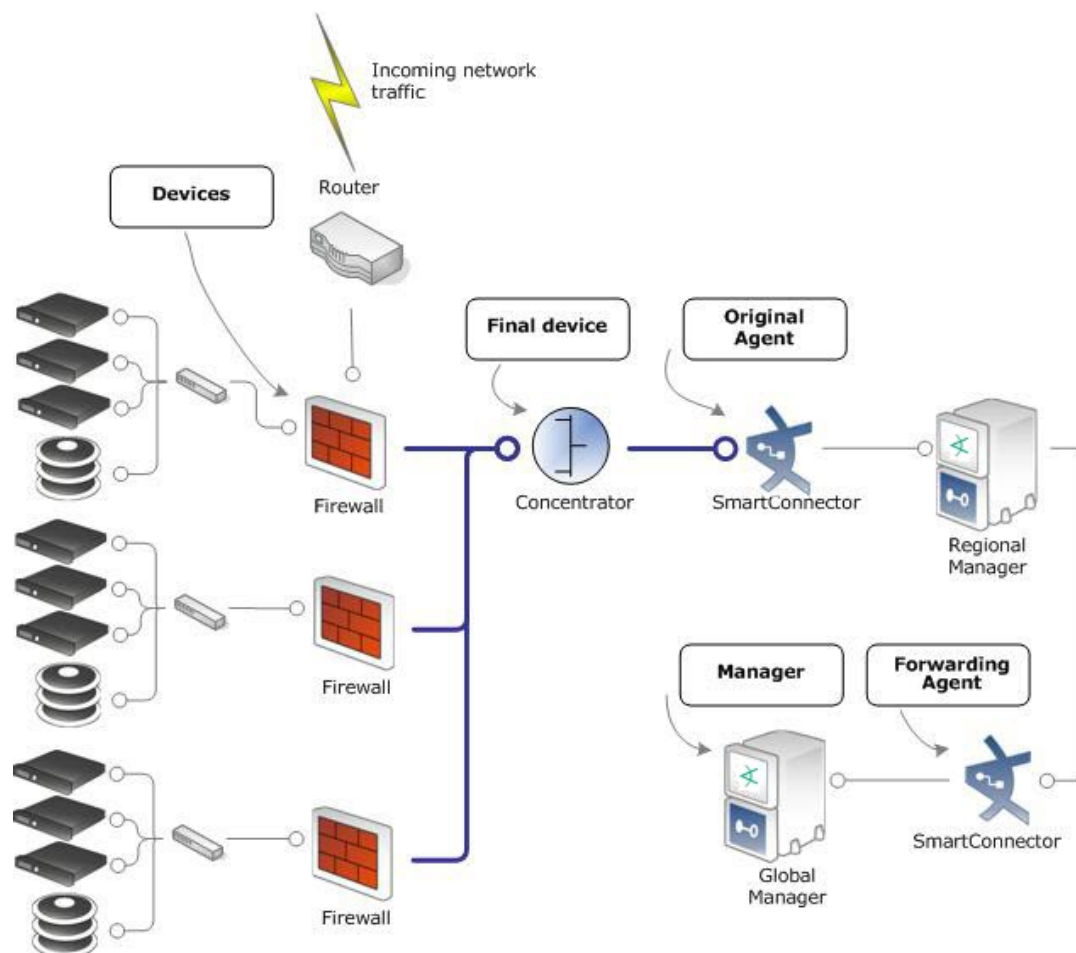 Incoming network
traffic
Router
Devices
Final device
Original
Agent
Firewall
Concentrator
SmartConnector
Regional
Manager
Firewall
Manager
Forwarding
Agent
SmartConnector
Global
Manager
Firewall